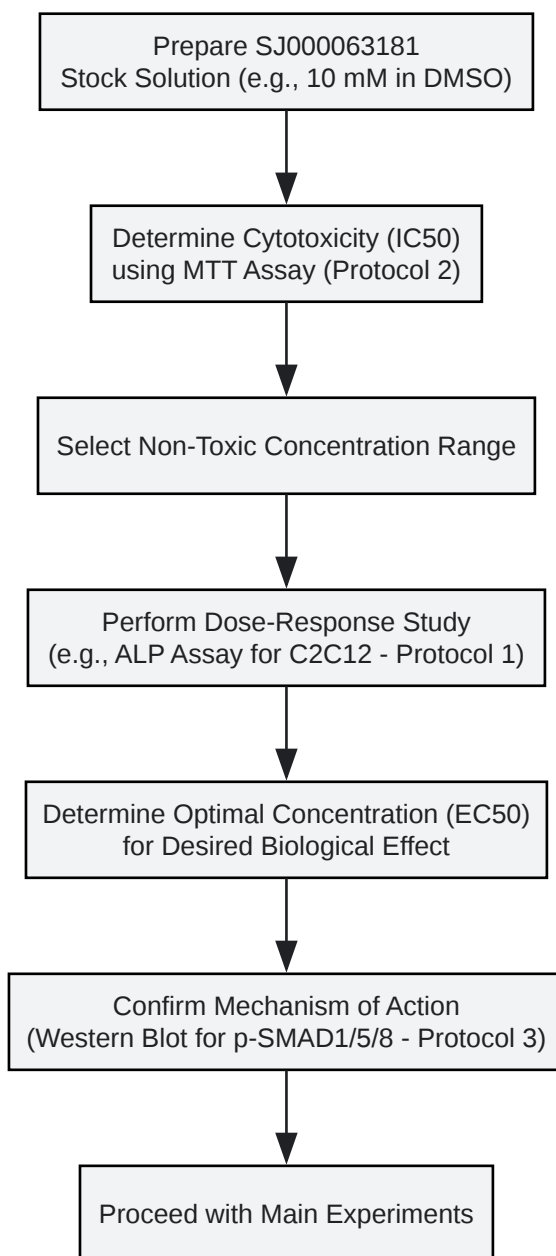 Prepare SJ000063181
Stock Solution (e.g., 10 mM in DMSO)
Determine Cytotoxicity (IC50)
using MTT Assay (Protocol 2)
Select Non-Toxic Concentration Range
Perform Dose-Response Study
(e.g., ALP Assay for C2C12 - Protocol 1)
Determine Optimal Concentration (EC50)
for Desired Biological Effect
Confirm Mechanism of Action
(Western Blot for p-SMAD1/5/8 - Protocol 3)
Proceed with Main Experiments